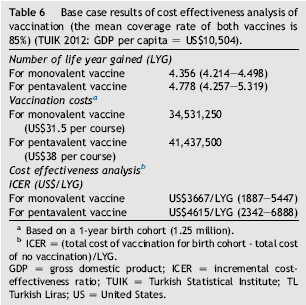 Table 6 Base case results of cost effectiveness analysis of
vaccination (the mean coverage rate of both vaccines is
85%) (TUIK 2012: GDP per capita = US$10,504).
Number of life year gained (LYG)
For monovalent vaccine 4.356 (4.214–4.498)
For pentavalent vaccine 4.778 (4.257–5.319)
Vaccination costsa
For monovalent vaccine 34,531,250
(US$31.5 per course)
For pentavalent vaccine 41,437,500
(US$38 per course)
Cost effectiveness analysisb
ICER (US$/LYG)
For monovalent vaccine US$3667/LYG (1887–5447)
For pentavalent vaccine US$4615/LYG (2342–6888)
a Based on a 1-year birth cohort (1.25 million).
b ICER = (total cost of vaccination for birth cohort - total cost
of no vaccination)/LYG.
GDP = gross domestic product; ICER = incremental cost-
effectiveness ratio; TUIK = Turkish Statistical Institute; TL
Turkish Liras; US = United States.